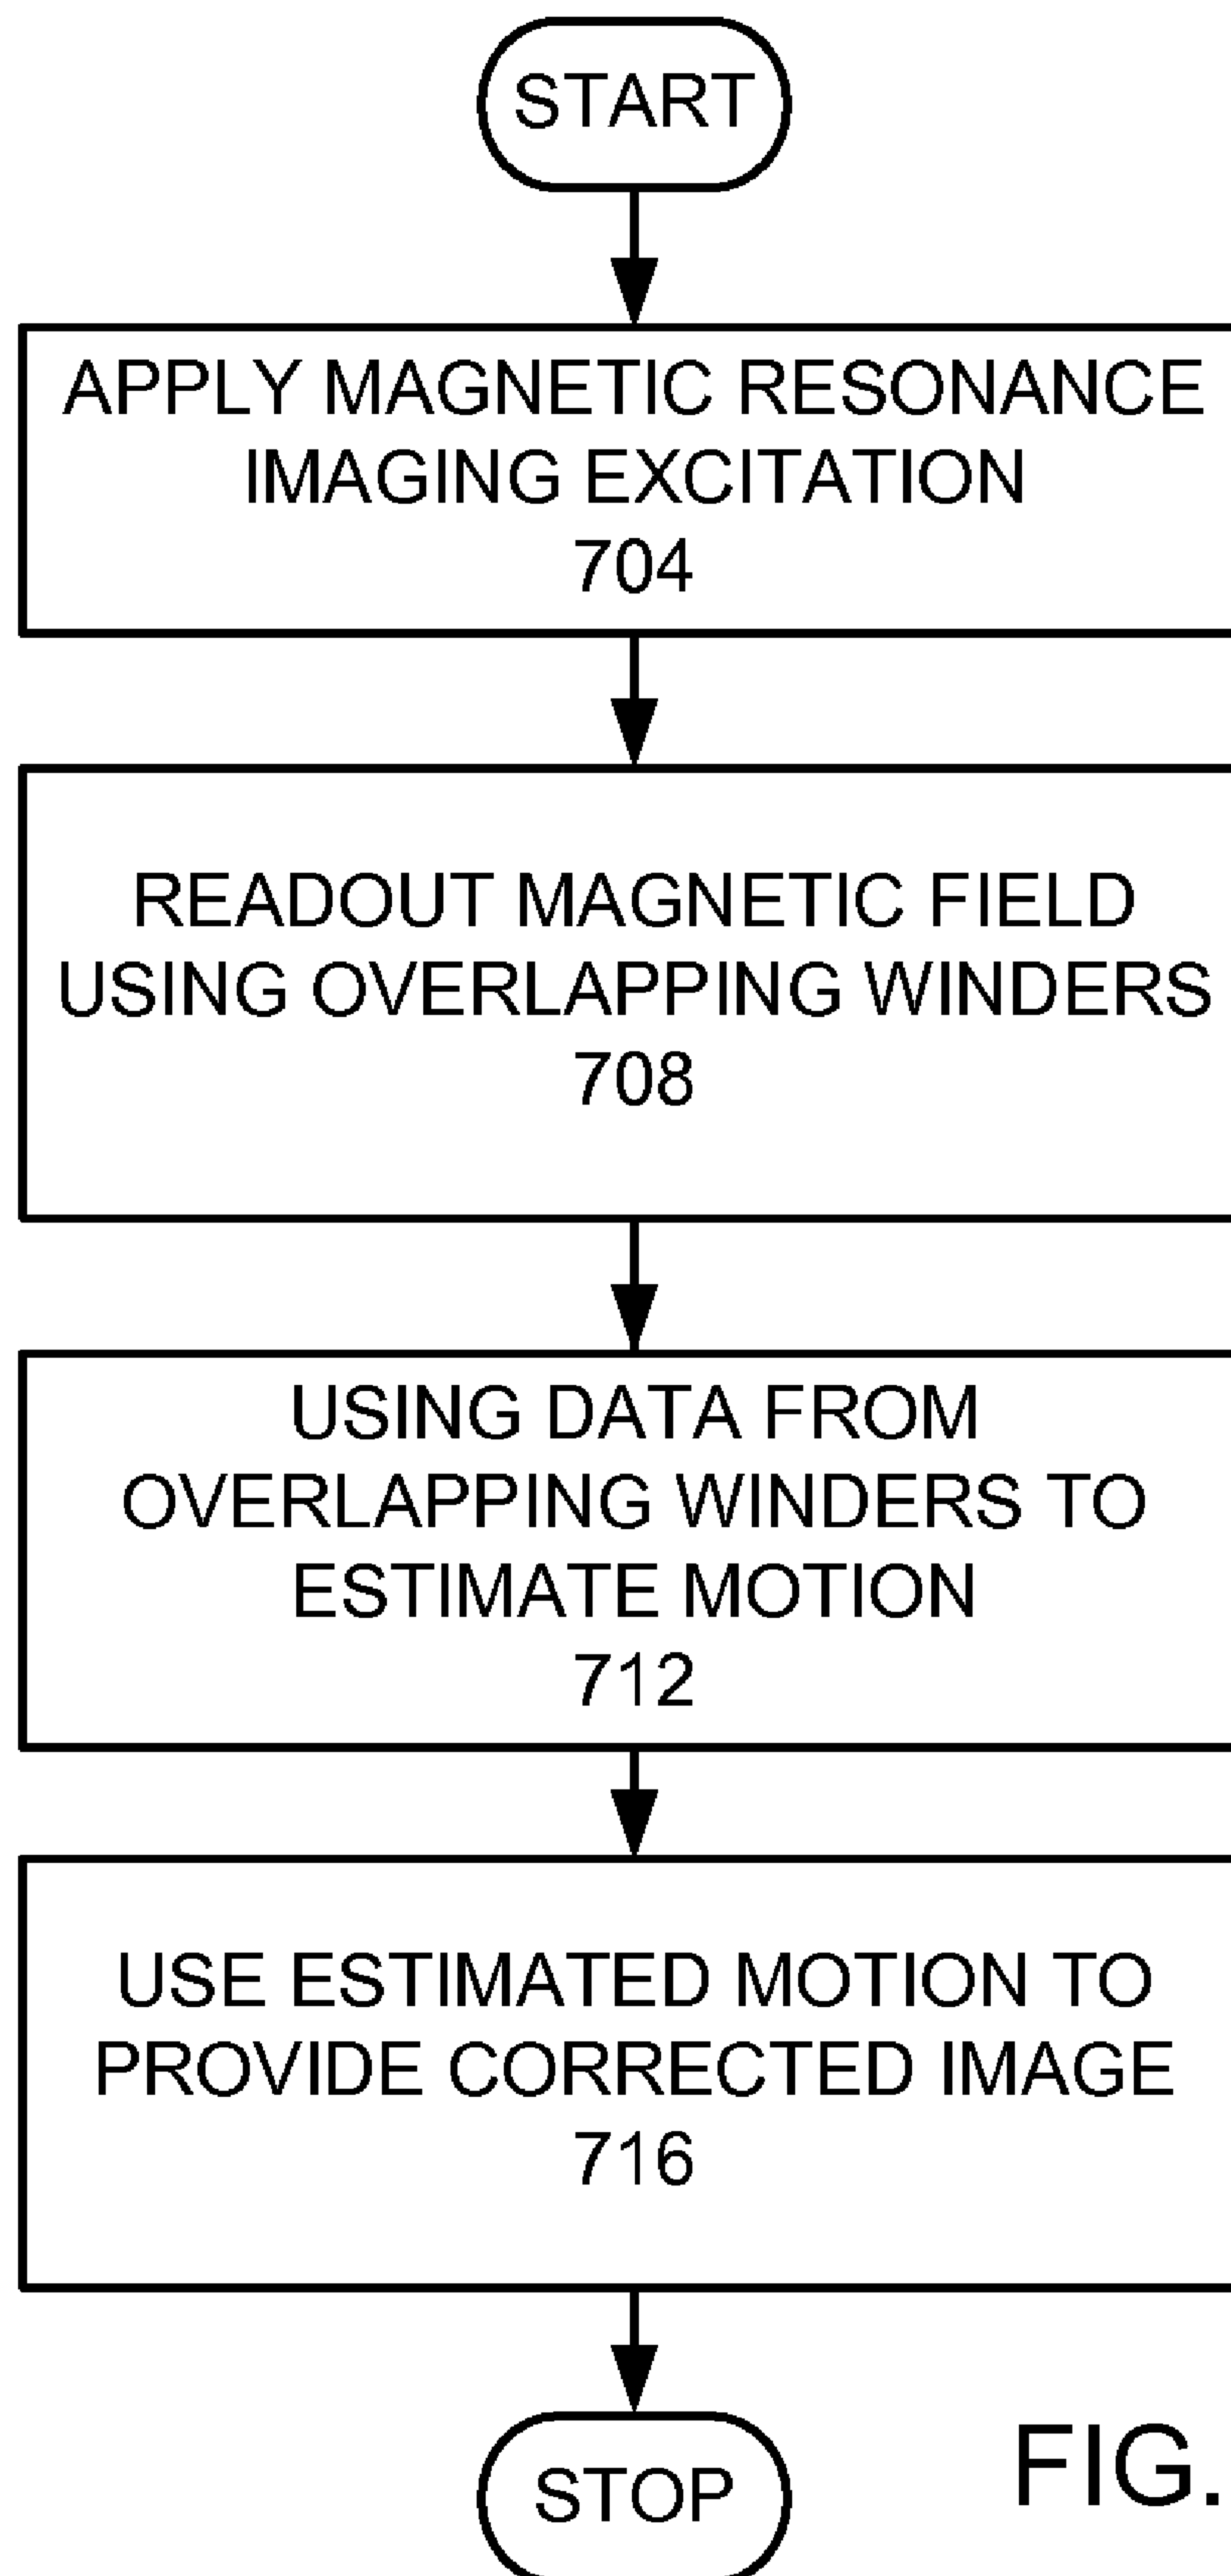 START
APPLY MAGNETIC RESONANCE
IMAGING EXCITATION
704
READOUT MAGNETIC FIELD
USING OVERLAPPING WINDERS
708
USING DATA FROM
OVERLAPPING WINDERS TO
ESTIMATE MOTION
712
USE ESTIMATED MOTION TO
PROVIDE CORRECTED IMAGE
716
STOP
FIG.